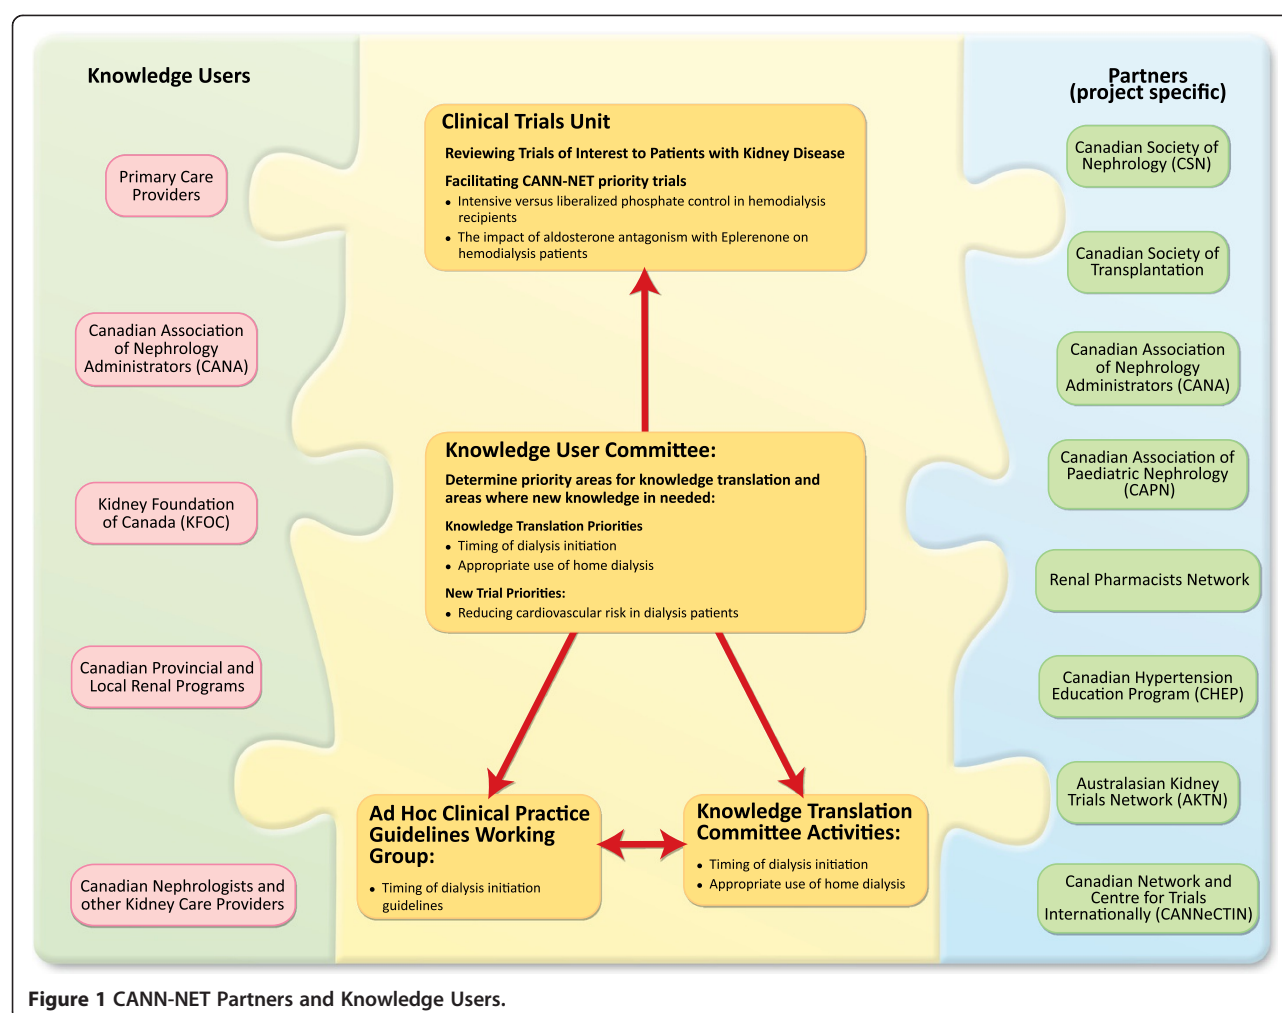 Knowledge Users
Primary Care
Providers
Canadian Association
of Nephrology
Administrators (CANA)
Kidney Foundation
of Canada (KFOC)
Canadian Provincial and
Local Renal Programs
Canadian Nephrologists and
other Kidney Care Providers
Clinical Trials Unit
Reviewing Trials of Interest to Patients with Kidney Disease
Facilitating CANN-NET priority trials
• Intensive versus liberalized phosphate control in hemodialysis
recipients
• The impact of aldosterone antagonism with Eplerenone on
hemodialysis patients
Knowledge User Committee:
Determine priority areas for knowledge translation and
areas where new knowledge in needed:
Knowledge Translation Priorities
• Timing of dialysis initiation
• Appropriate use of home dialysis
New Trial Priorities:
• Reducing cardiovascular risk in dialysis patients
Ad Hoc Clinical Practice
Guidelines Working
Group:
• Timing of dialysis initiation
guidelines
Knowledge Translation
Committee Activities:
• Timing of dialysis initiation
• Appropriate use of home dialysis
Partners
(project specific)
Canadian Society of
Nephrology (CSN)
Canadian Society of
Transplantation
Canadian Association
of Nephrology
Administrators (CANA)
Canadian Association of
Paediatric Nephrology
(CAPN)
Renal Pharmacists Network
Canadian Hypertension
Education Program (CHEP)
Australasian Kidney
Trials Network (AKTN)
Canadian Network and
Centre for Trials
Internationally (CANNeCTIN)
Figure 1 CANN-NET Partners and Knowledge Users.